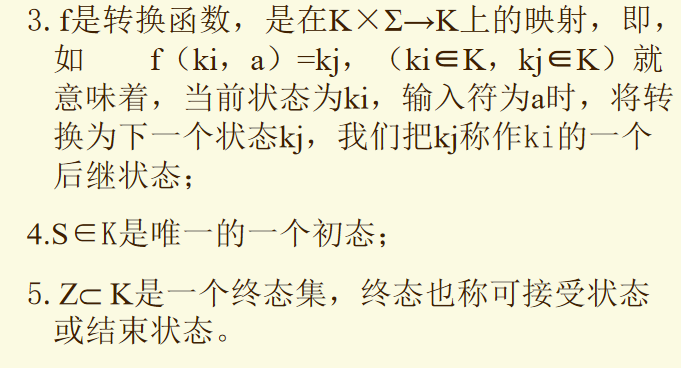 3. f是转换函数，是在K×Σ→K上的映射，即，
如 f（ki，a）=kj，（ki∈K，kj∈K）就
意味着，当前状态为ki，输入符为a时，将转
换为下一个状态kj，我们把kj称作ki的一个
后继状态；
4.S∈K是唯一的一个初态；
5. Z⊂ K是一个终态集，终态也称可接受状态
或结束状态。